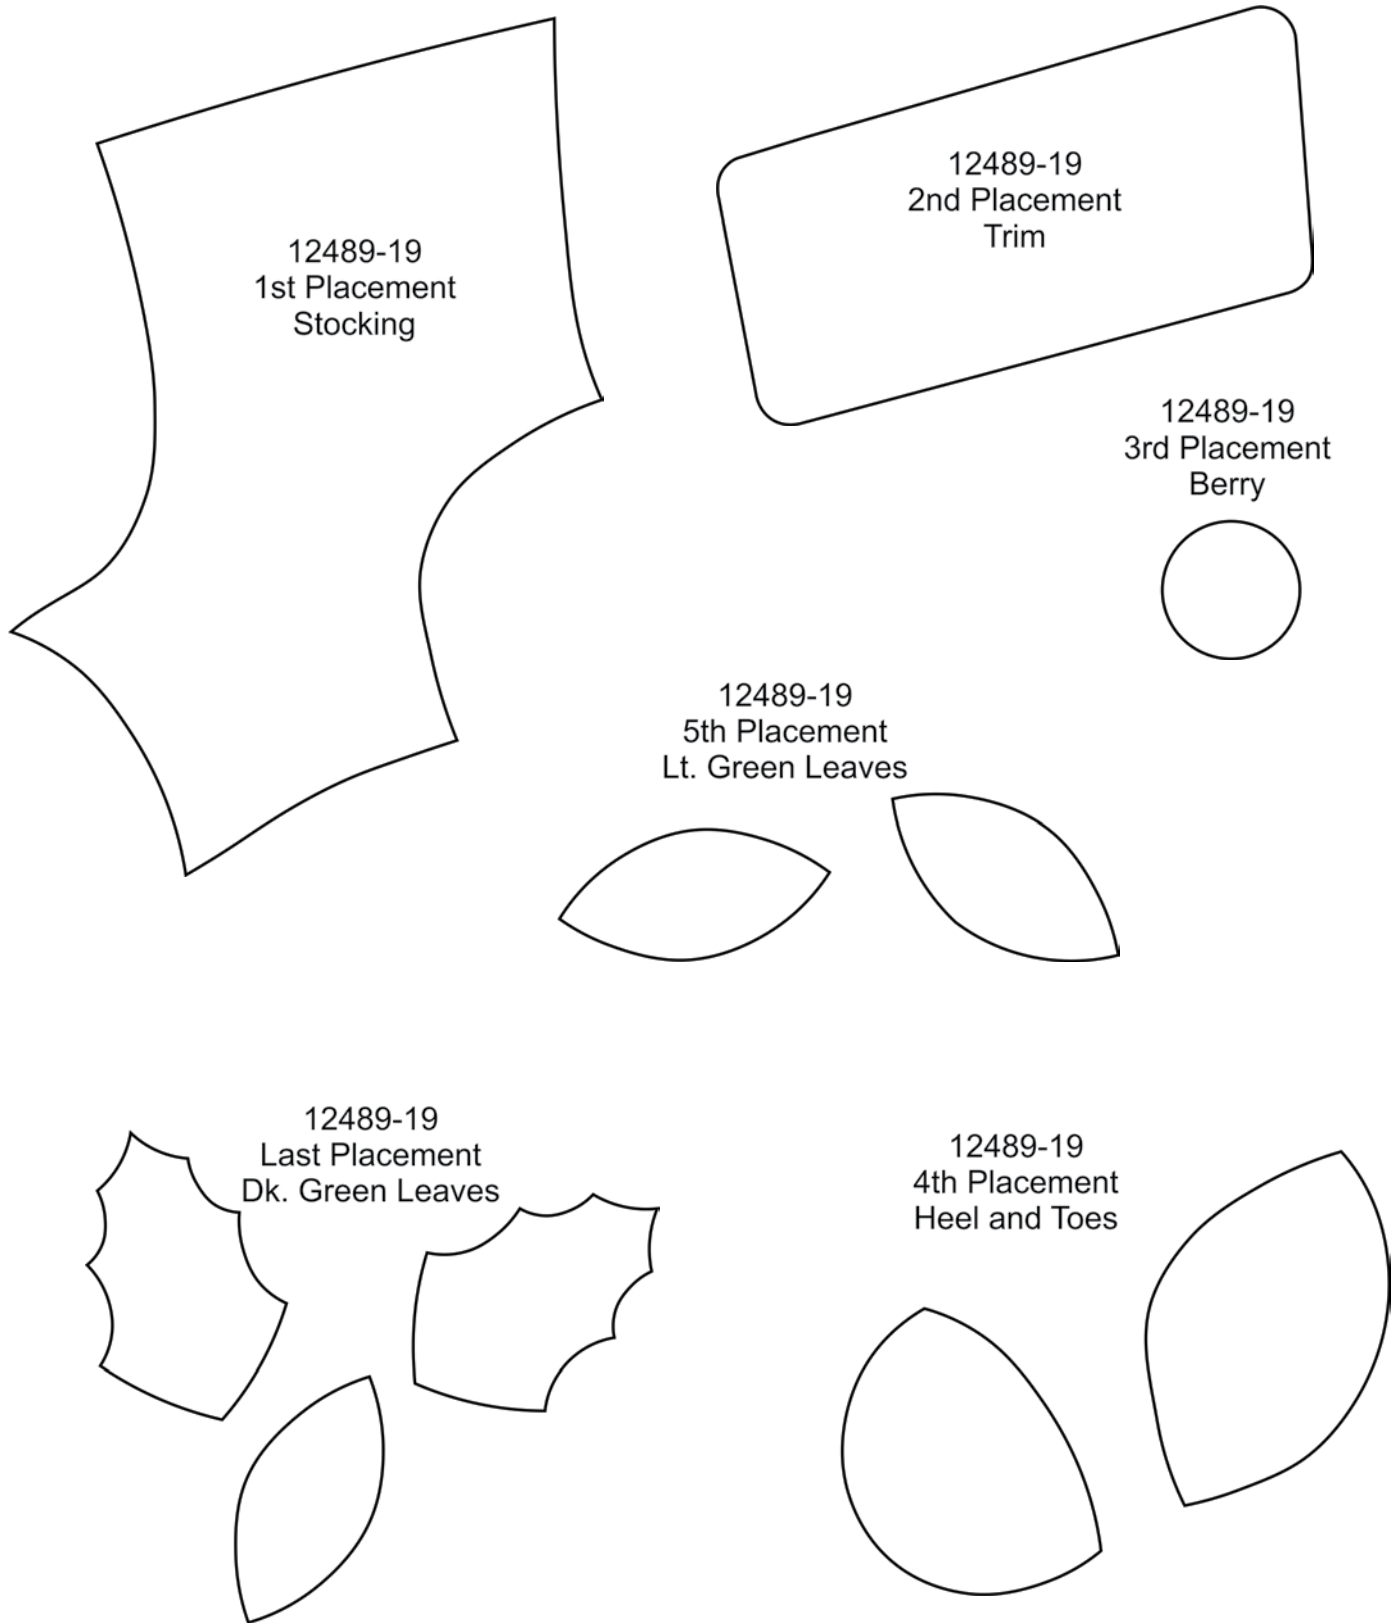 12489-19
1st Placement
Stocking
12489-19
2nd Placement
Trim
12489-19
3rd Placement
Berry
12489-19
5th Placement
Lt. Green Leaves
12489-19
Last Placement
Dk. Green Leaves
12489-19
4th Placement
Heel and Toes